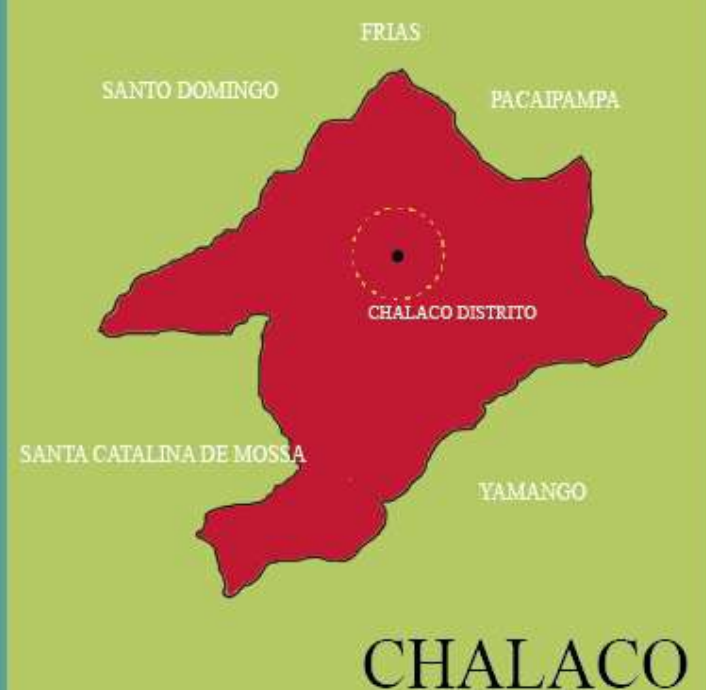 FRIAS
SANTO DOMINGO
PACAIPAMPA
CHALACO DISTRITO
SANTA CATALINA DE MOSSA
YAMANGO
CHALACO